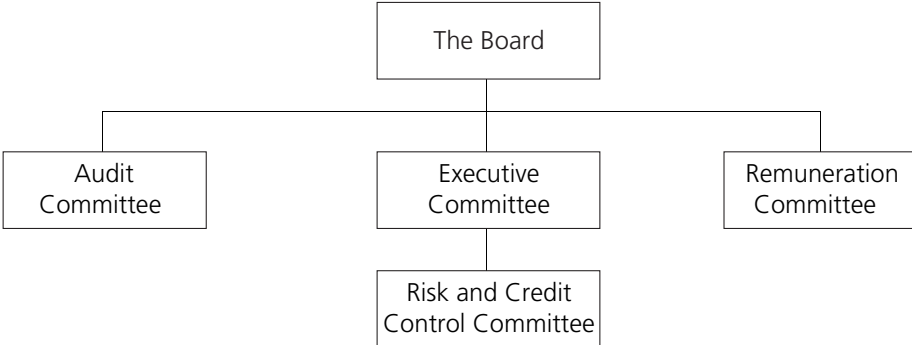 The Board
Audit
Committee
Executive
Committee
Remuneration
Committee
Risk and Credit
Control Committee